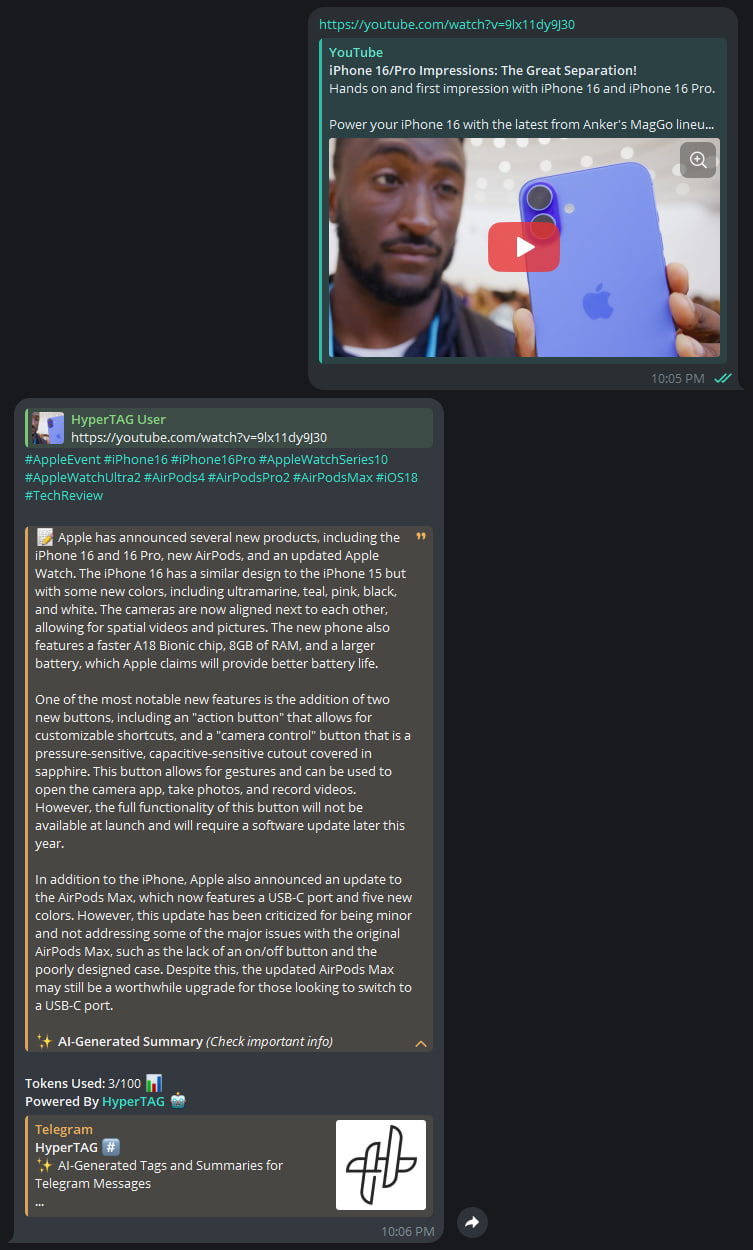 https://youtube.com/watch?v=9lx11dy9J30
YouTube
iPhone 16/Pro Impressions: The Great Separation!
Hands on and first impression with iPhone 16 and iPhone 16 Pro.
Power your iPhone 16 with the latest from Anker's MagGo lineu...
10:05 PM
HyperTAG User
https://youtube.com/watch?v=9lx11dy9J30
#AppleEvent #iPhone16 #iPhone16Pro #AppleWatchSeries10
#AppleWatchUltra2 #AirPods4 #AirPodsPro2 #AirPodsMax #iOS18
#TechReview
📝 Apple has announced several new products, including the
iPhone 16 and 16 Pro, new AirPods, and an updated Apple
Watch. The iPhone 16 has a similar design to the iPhone 15 but
with some new colors, including ultramarine, teal, pink, black,
and white. The cameras are now aligned next to each other,
allowing for spatial videos and pictures. The new phone also
features a faster A18 Bionic chip, 8GB of RAM, and a larger
battery, which Apple claims will provide better battery life.
One of the most notable new features is the addition of two
new buttons, including an "action button" that allows for
customizable shortcuts, and a "camera control" button that is a
pressure-sensitive, capacitive-sensitive cutout covered in
sapphire. This button allows for gestures and can be used to
open the camera app, take photos, and record videos.
However, the full functionality of this button will not be
available at launch and will require a software update later this
year.
In addition to the iPhone, Apple also announced an update to
the AirPods Max, which now features a USB-C port and five new
colors. However, this update has been criticized for being minor
and not addressing some of the major issues with the original
AirPods Max, such as the lack of an on/off button and the
poorly designed case. Despite this, the updated AirPods Max
may still be a worthwhile upgrade for those looking to switch to
a USB-C port.
✨ AI-Generated Summary (Check important info)
Tokens Used: 3/100 📊
Powered By HyperTAG 🤖
Telegram
HyperTAG #️⃣
✨ AI-Generated Tags and Summaries for
Telegram Messages
...
10:06 PM